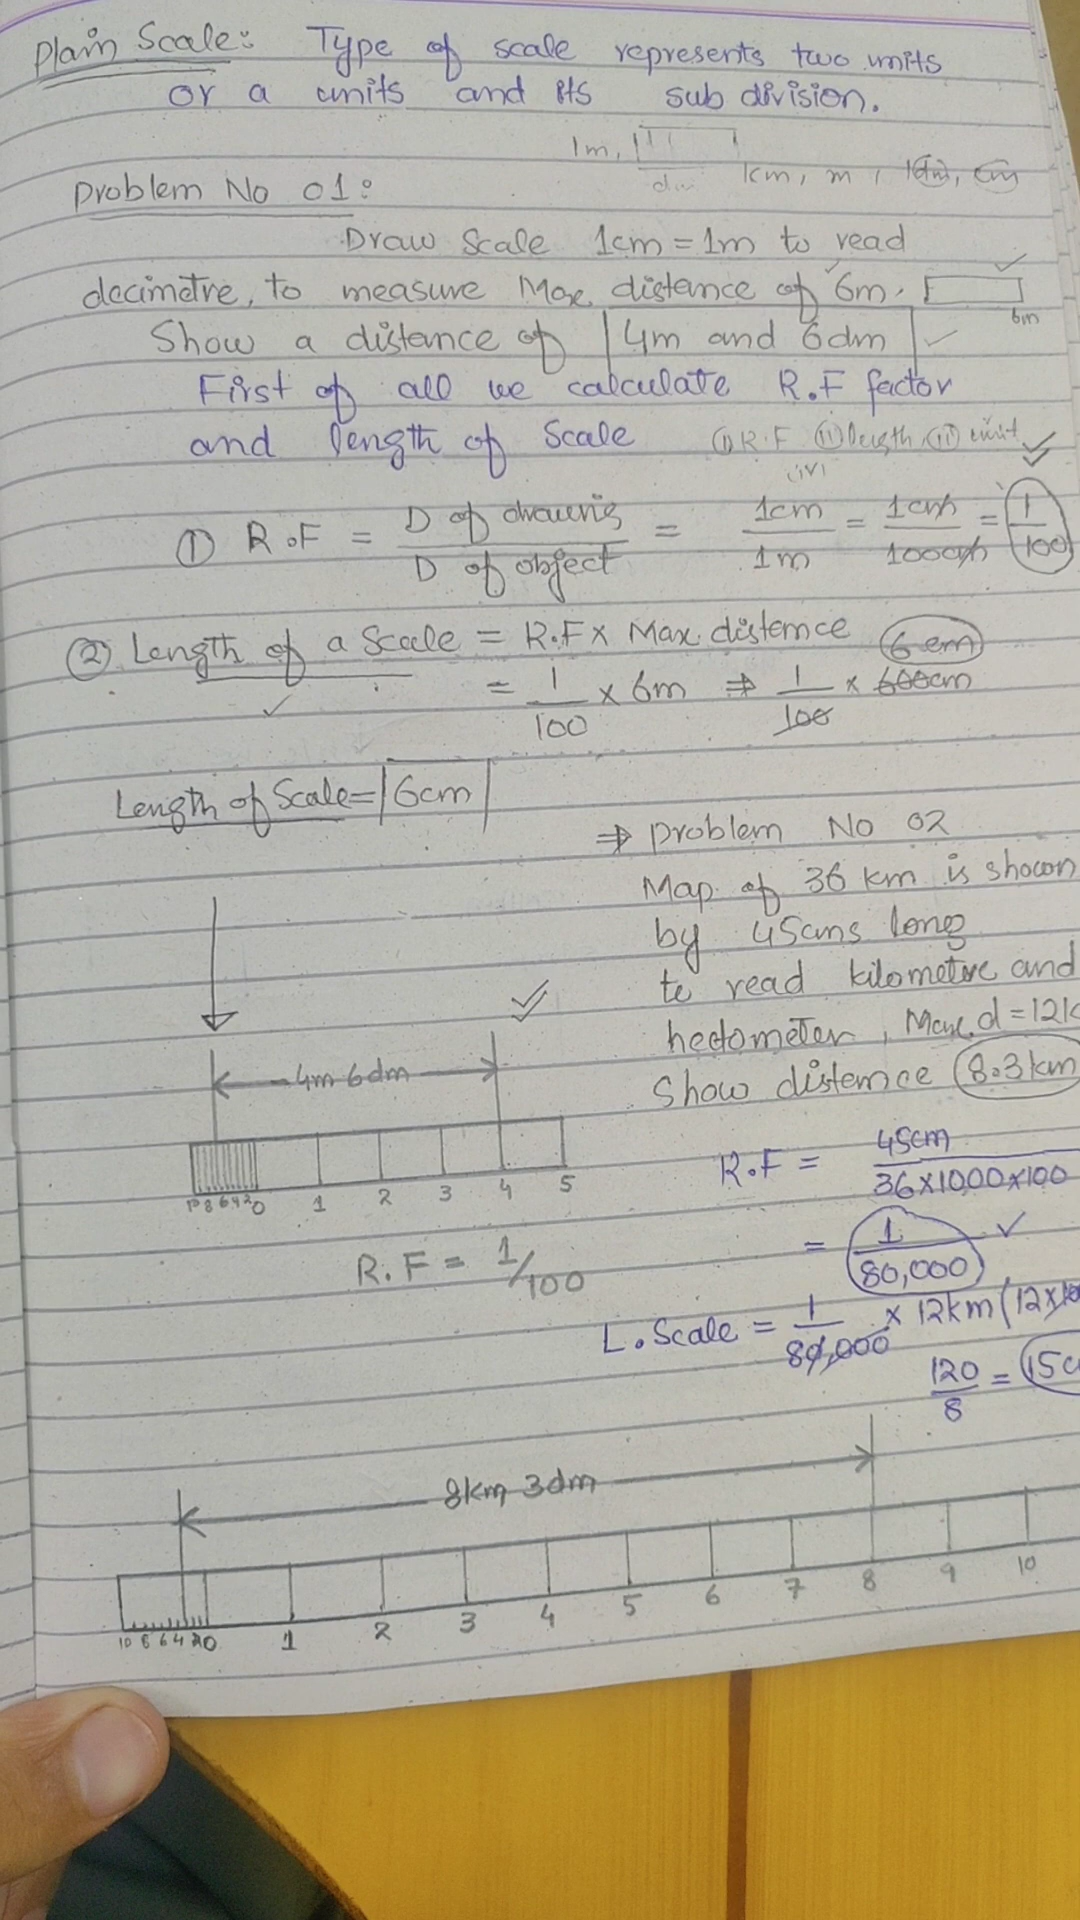 Plain Scale: Type of scale represents two units
or a units and its sub division.
1m,
km, m,
Problem No 01:
Draw Scale 1cm = 1m to read
decimetre, to measure Max distance of 6m.
6m
Show a distance of 4m and 6dm
First of all we calculate R.F factor
and length of Scale (i) R.F (ii) length (iii) unit
(iv)
① R.F = D of drawing / D of object = 1cm / 1m = 1cm / 100cm = 1 / 100
② Length of a Scale = R.F x Max distance 6cm
= 1 / 100 x 6m ⇒ 1 / 100 x 600cm
Length of Scale = 6cm
⇒ Problem No 02
Map of 36 km is shown
by 45cms long
to read kilometre and
hectometer, Max. d = 12k
Show distance 8.3km
4m 6dm
10 8 6 4 2 0 1 2 3 4 5
R.F = 1/100
R.F = 45cm / 36x1000x100
= 1 / 80,000
L. Scale = 1 / 80,000 x 12km (12x10
120 / 8 = 15c
8km 3dm
10 8 6 4 2 0 1 2 3 4 5 6 7 8 9 10